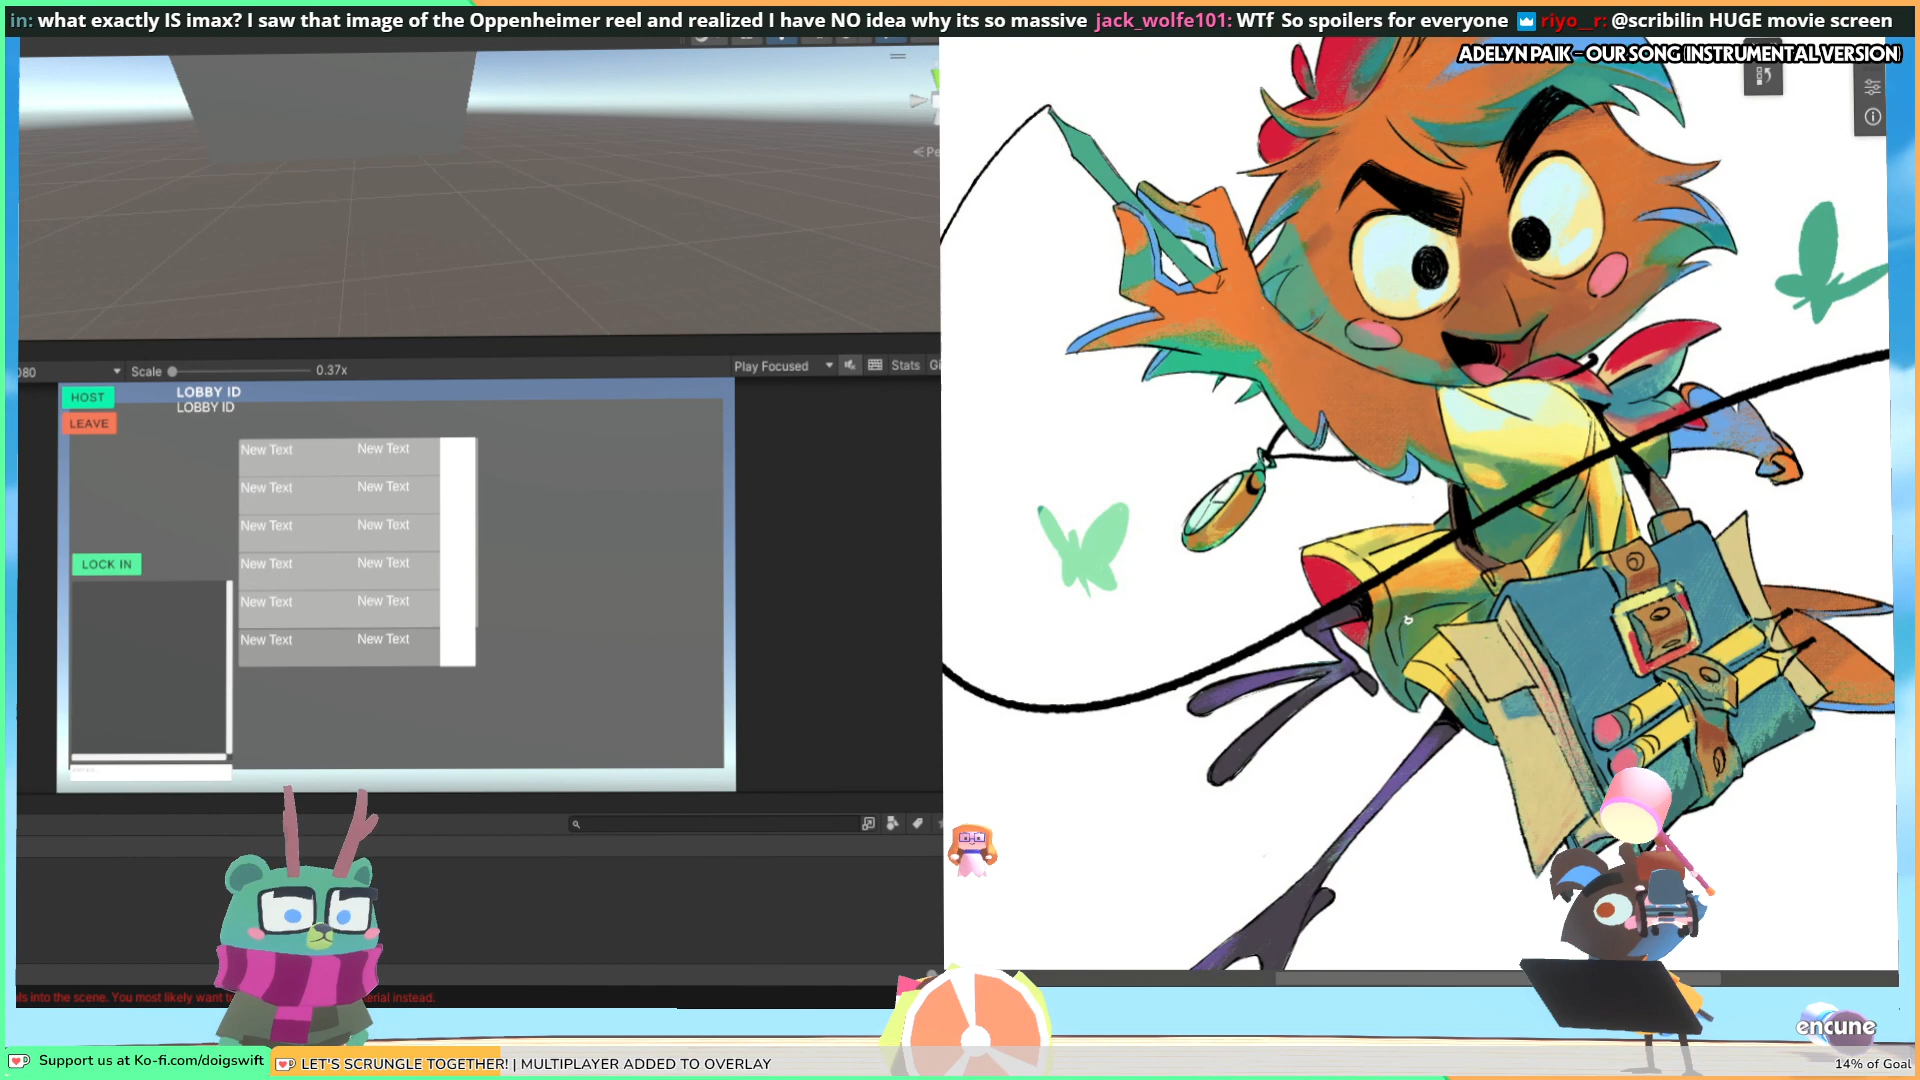 in: what exactly IS imax? I saw that image of the Oppenheimer reel and realized I have NO idea why its so massive jack_wolfe101: WTf So spoilers for everyone riyo__r: @scribilin HUGE movie screen
ADELYN PAIK - OUR SONG (INSTRUMENTAL VERSION)
Scale 0.37x Play Focused Stats
HOST LOBBY ID
LOBBY ID
LEAVE
New Text New Text
New Text New Text
New Text New Text
LOCK IN
New Text New Text
New Text New Text
New Text New Text
ls into the scene. You most likely want erial instead.
encune
Support us at Ko-fi.com/doigswift LET'S SCRUNGLE TOGETHER! | MULTIPLAYER ADDED TO OVERLAY 14% of Goal